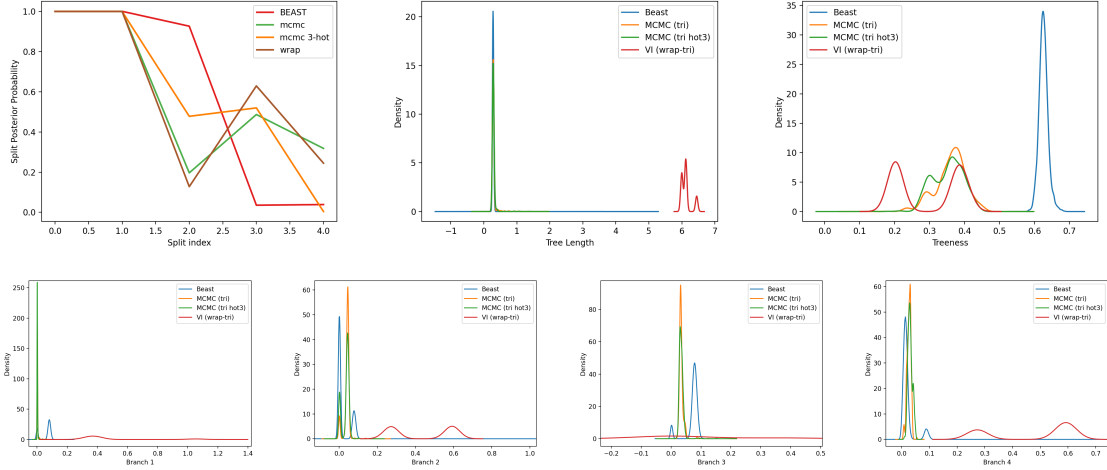 BEAST
mcmc
mcmc 3-hot
wrap
Split Posterior Probability
1.0
0.8
0.6
0.4
0.2
0.0
0.0 0.5 1.0 1.5 2.0 2.5 3.0 3.5 4.0
Split index
Beast
MCMC (tri)
MCMC (tri hot3)
VI (wrap-tri)
Density
20
15
10
5
0
−1 0 1 2 3 4 5 6 7
Tree Length
Beast
MCMC (tri)
MCMC (tri hot3)
VI (wrap-tri)
Density
35
30
25
20
15
10
5
0
0.0 0.1 0.2 0.3 0.4 0.5 0.6 0.7
Treeness
Beast
MCMC (tri)
MCMC (tri hot3)
VI (wrap-tri)
Density
250
200
150
100
50
0
0.0 0.2 0.4 0.6 0.8 1.0 1.2 1.4
Branch 1
Beast
MCMC (tri)
MCMC (tri hot3)
VI (wrap-tri)
Density
60
50
40
30
20
10
0
0.0 0.2 0.4 0.6 0.8 1.0
Branch 2
Beast
MCMC (tri)
MCMC (tri hot3)
VI (wrap-tri)
Density
80
60
40
20
0
−0.2 −0.1 0.0 0.1 0.2 0.3 0.4 0.5
Branch 3
Beast
MCMC (tri)
MCMC (tri hot3)
VI (wrap-tri)
Density
60
50
40
30
20
10
0
0.0 0.1 0.2 0.3 0.4 0.5 0.6 0.7
Branch 4